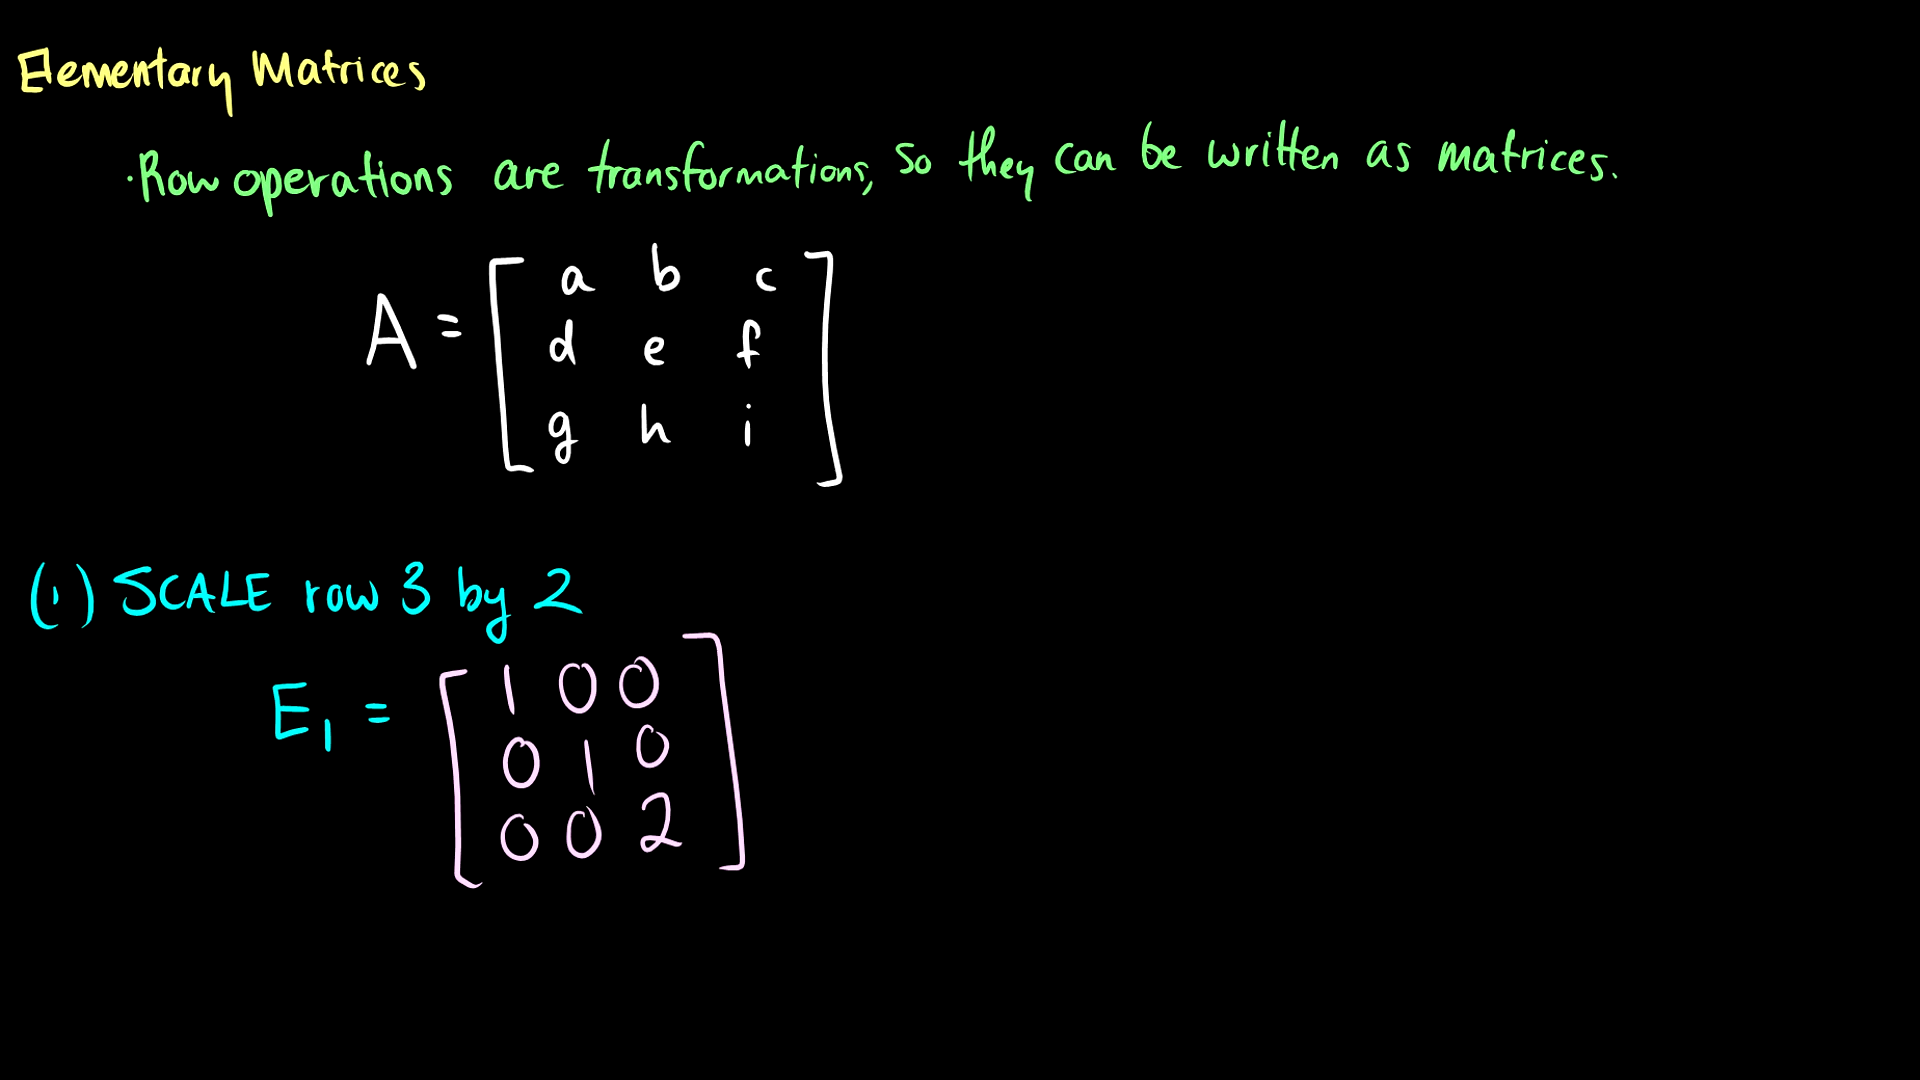 Elementary Matrices
· Row operations are transformations, so they can be written as matrices.
A = [ a b c
d e f
g h i ]
(1) SCALE row 3 by 2
E₁ = [ 1 0 0
0 1 0
0 0 2 ]